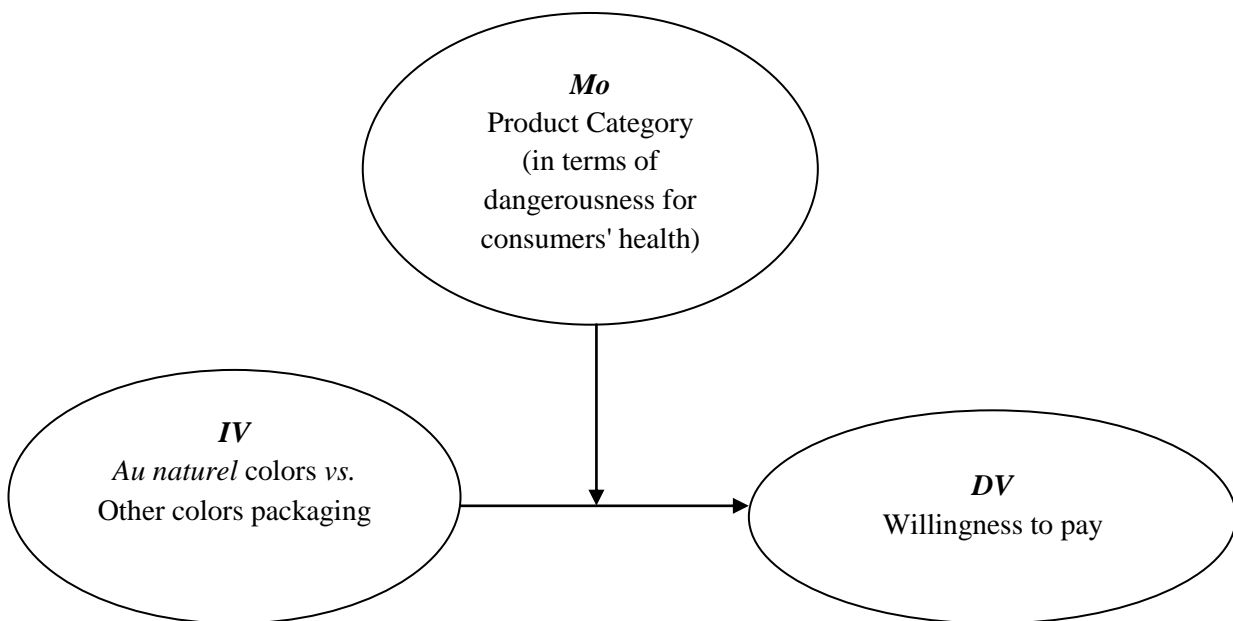 Mo
Product Category
(in terms of
dangerousness for
consumers' health)
IV
Au naturel colors vs.
Other colors packaging
DV
Willingness to pay